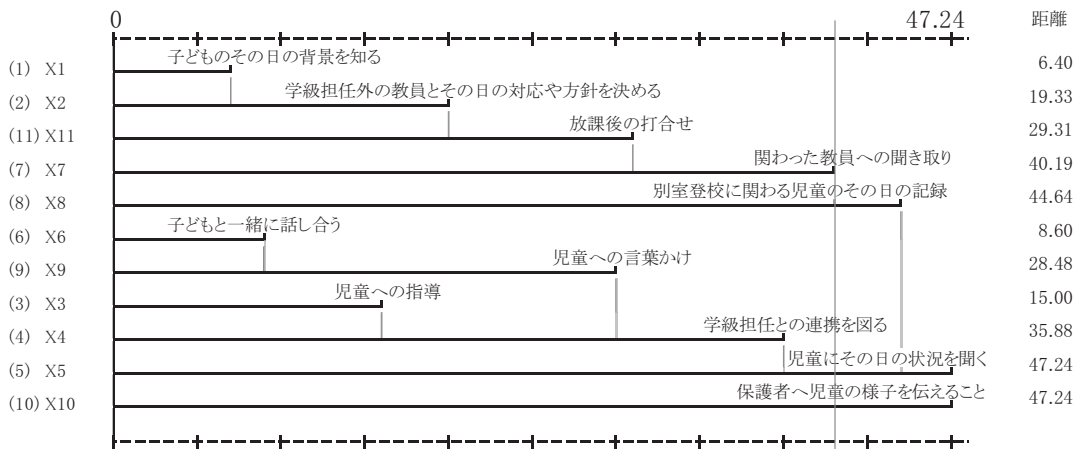 0 47.24 距離
子どものその日の背景を知る
(1) X1 6.40
学級担任外の教員とその日の対応や方針を決める
(2) X2 19.33
放課後の打合せ
(11) X11 29.31
関わった教員への聞き取り
(7) X7 40.19
別室登校に関わる児童のその日の記録
(8) X8 44.64
子どもと一緒に話し合う
(6) X6 8.60
児童への言葉かけ
(9) X9 28.48
児童への指導
(3) X3 15.00
学級担任との連携を図る
(4) X4 35.88
児童にその日の状況を聞く
(5) X5 47.24
保護者へ児童の様子を伝えること
(10) X10 47.24